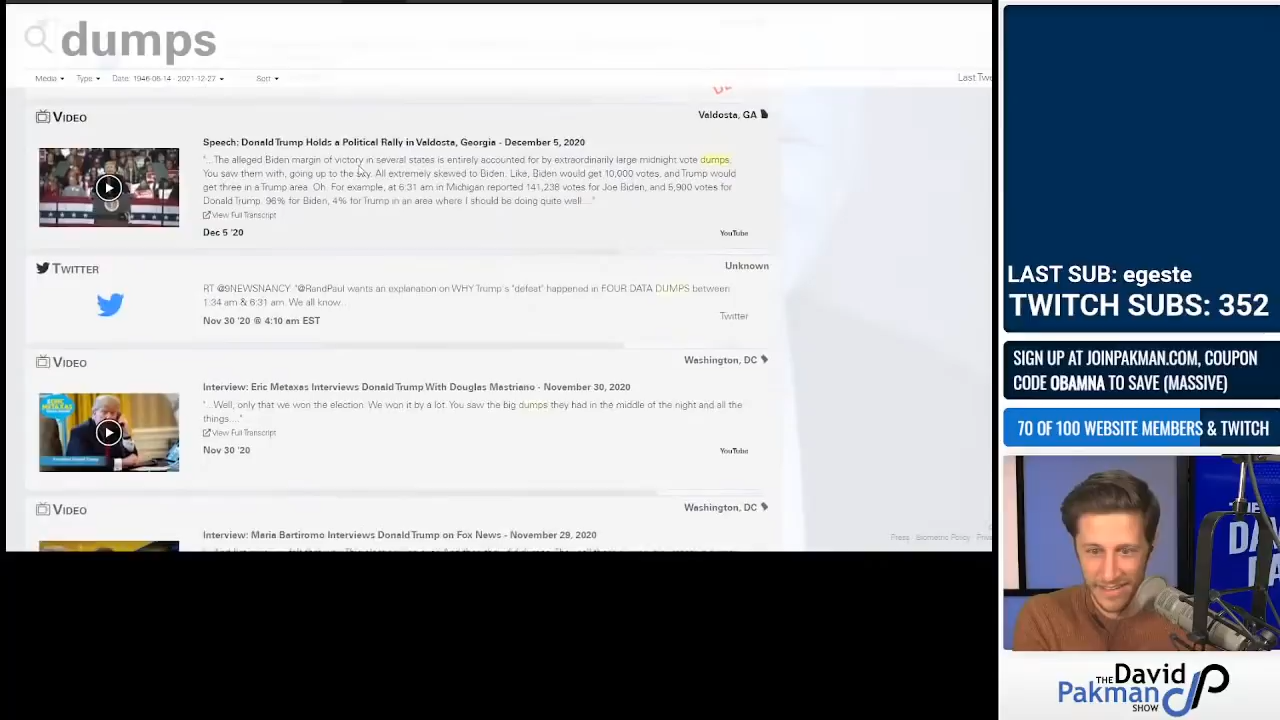 dumps
Media Type Date: 1946-06-14 - 2021-12-27 Sort
Last Twe
VIDEO
Valdosta, GA
Speech: Donald Trump Holds a Political Rally in Valdosta, Georgia - December 5, 2020
"...The alleged Biden margin of victory in several states is entirely accounted for by extraordinarily large midnight vote dumps.
You saw them with, going up to the sky. All extremely skewed to Biden. Like, Biden would get 10,000 votes, and Trump would
get three in a Trump area. Oh. For example, at 6:31 am in Michigan reported 141,238 votes for Joe Biden, and 5,900 votes for
Donald Trump. 96% for Biden, 4% for Trump in an area where I should be doing quite well...."
View Full Transcript
Dec 5 '20
YouTube
TWITTER
Unknown
RT @9NEWSNANCY: "@RandPaul wants an explanation on WHY Trump's "defeat" happened in FOUR DATA DUMPS between
1:34 am & 6:31 am. We all know...
Nov 30 '20 @ 4:10 am EST
Twitter
VIDEO
Washington, DC
Interview: Eric Metaxas Interviews Donald Trump With Douglas Mastriano - November 30, 2020
"...Well, only that we won the election. We won it by a lot. You saw the big dumps they had in the middle of the night and all the
things...."
View Full Transcript
Nov 30 '20
YouTube
VIDEO
Washington, DC
Interview: Maria Bartiromo Interviews Donald Trump on Fox News - November 29, 2020
Press Biometric Policy
LAST SUB: egeste
TWITCH SUBS: 352
SIGN UP AT JOINPAKMAN.COM, COUPON
CODE OBAMNA TO SAVE (MASSIVE)
70 OF 100 WEBSITE MEMBERS & TWITCH
THE
DA
THE David
Pakman
SHOW